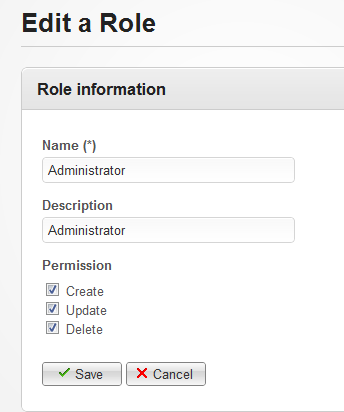 Edit a Role
Role information
Name (*)
Administrator
Description
Administrator
Permission
Create
Update
Delete
Save Cancel